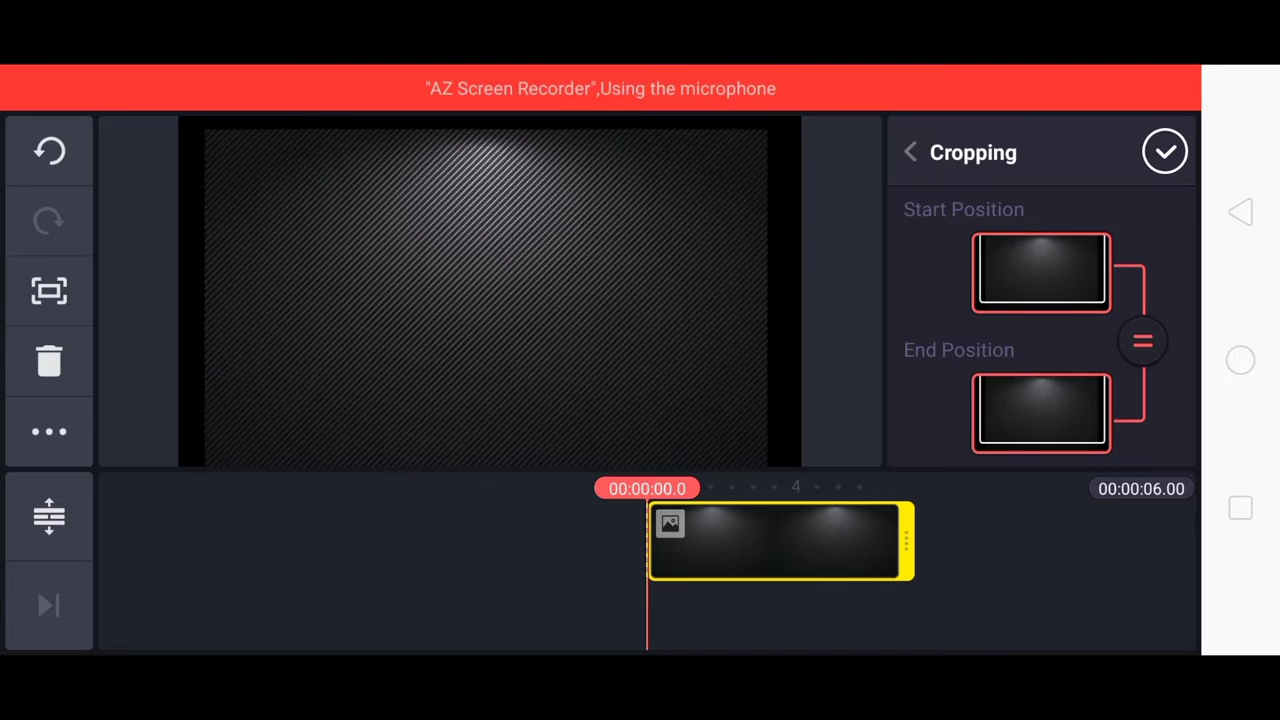 "AZ Screen Recorder",Using the microphone
Cropping
Start Position
End Position
00:00:00.0
4
00:00:06.00